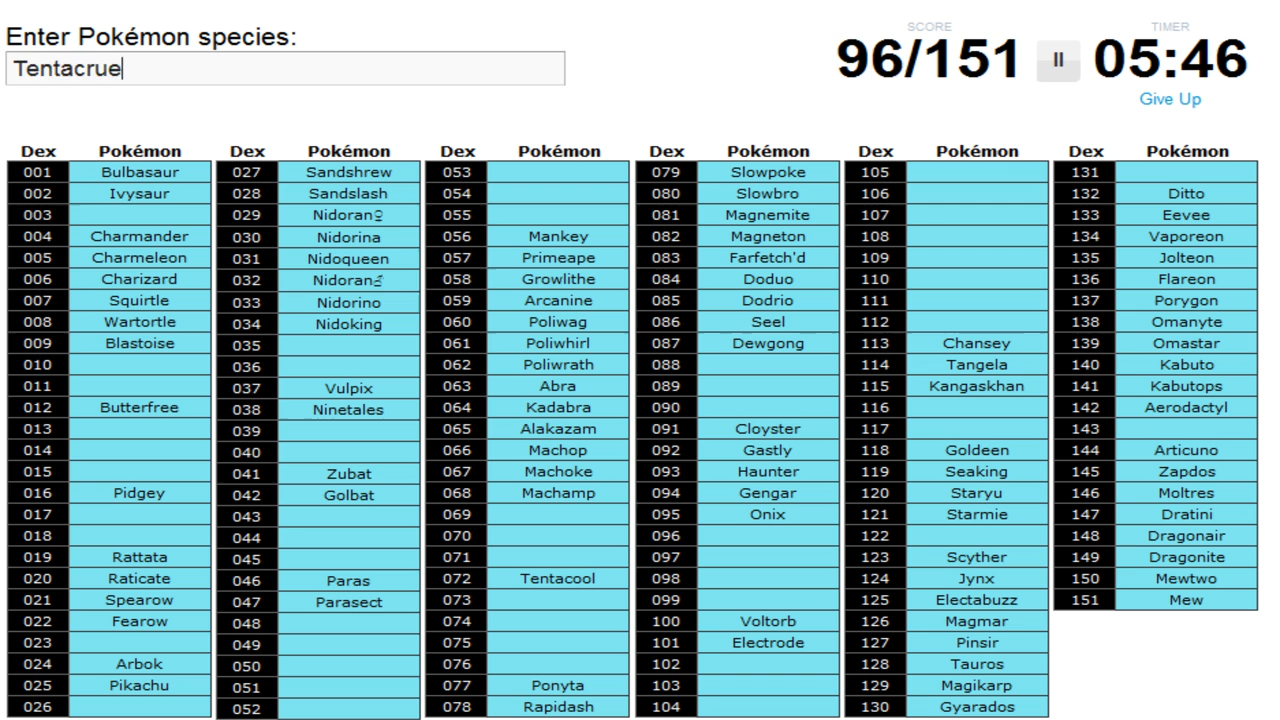 SCORE TIMER
Enter Pokémon species:
96/151 II 05:46
Tentacrue
Give Up
Dex Pokémon Dex Pokémon Dex Pokémon Dex Pokémon Dex Pokémon Dex Pokémon
001 Bulbasaur 027 Sandshrew 053 079 Slowpoke 105 131
002 Ivysaur 028 Sandslash 054 080 Slowbro 106 132 Ditto
003 029 Nidoran♀ 055 081 Magnemite 107 133 Eevee
004 Charmander 030 Nidorina 056 Mankey 082 Magneton 108 134 Vaporeon
005 Charmeleon 031 Nidoqueen 057 Primeape 083 Farfetch'd 109 135 Jolteon
006 Charizard 032 Nidoran♂ 058 Growlithe 084 Doduo 110 136 Flareon
007 Squirtle 033 Nidorino 059 Arcanine 085 Dodrio 111 137 Porygon
008 Wartortle 034 Nidoking 060 Poliwag 086 Seel 112 138 Omanyte
009 Blastoise 035 061 Poliwhirl 087 Dewgong 113 Chansey 139 Omastar
010 036 062 Poliwrath 088 114 Tangela 140 Kabuto
011 037 Vulpix 063 Abra 089 115 Kangaskhan 141 Kabutops
012 Butterfree 038 Ninetales 064 Kadabra 090 116 142 Aerodactyl
013 039 065 Alakazam 091 Cloyster 117 143
014 040 066 Machop 092 Gastly 118 Goldeen 144 Articuno
015 041 Zubat 067 Machoke 093 Haunter 119 Seaking 145 Zapdos
016 Pidgey 042 Golbat 068 Machamp 094 Gengar 120 Staryu 146 Moltres
017 043 069 095 Onix 121 Starmie 147 Dratini
018 044 070 096 122 148 Dragonair
019 Rattata 045 071 097 123 Scyther 149 Dragonite
020 Raticate 046 Paras 072 Tentacool 098 124 Jynx 150 Mewtwo
021 Spearow 047 Parasect 073 099 125 Electabuzz 151 Mew
022 Fearow 048 074 100 Voltorb 126 Magmar
023 049 075 101 Electrode 127 Pinsir
024 Arbok 050 076 102 128 Tauros
025 Pikachu 051 077 Ponyta 103 129 Magikarp
026 052 078 Rapidash 104 130 Gyarados